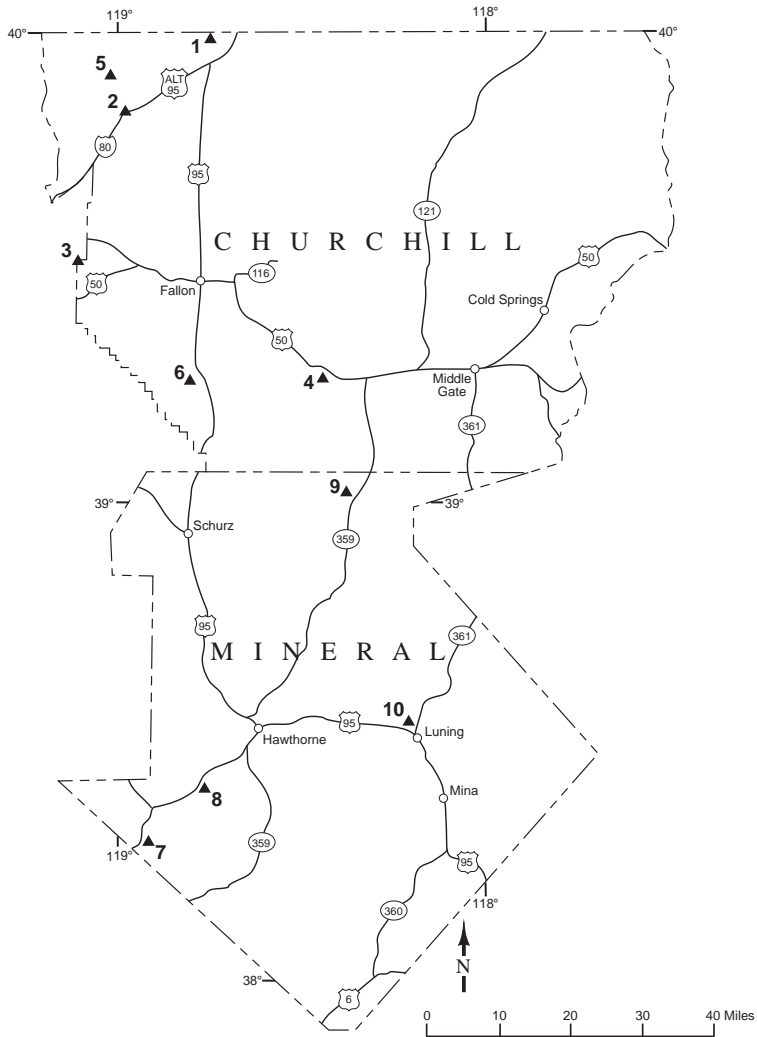 119° 118°
40° 40°
1
5
ALT 95
2
80
95
121
CHURCHILL
3
50
50
116
Fallon
Cold Springs
50
6
4
Middle
Gate
361
9
39° 39°
Schurz
359
95
361
MINERAL
10
95
Luning
Hawthorne
8
Mina
7
119°
359
95
118°
360
N
38°
6
0 10 20 30 40 Miles